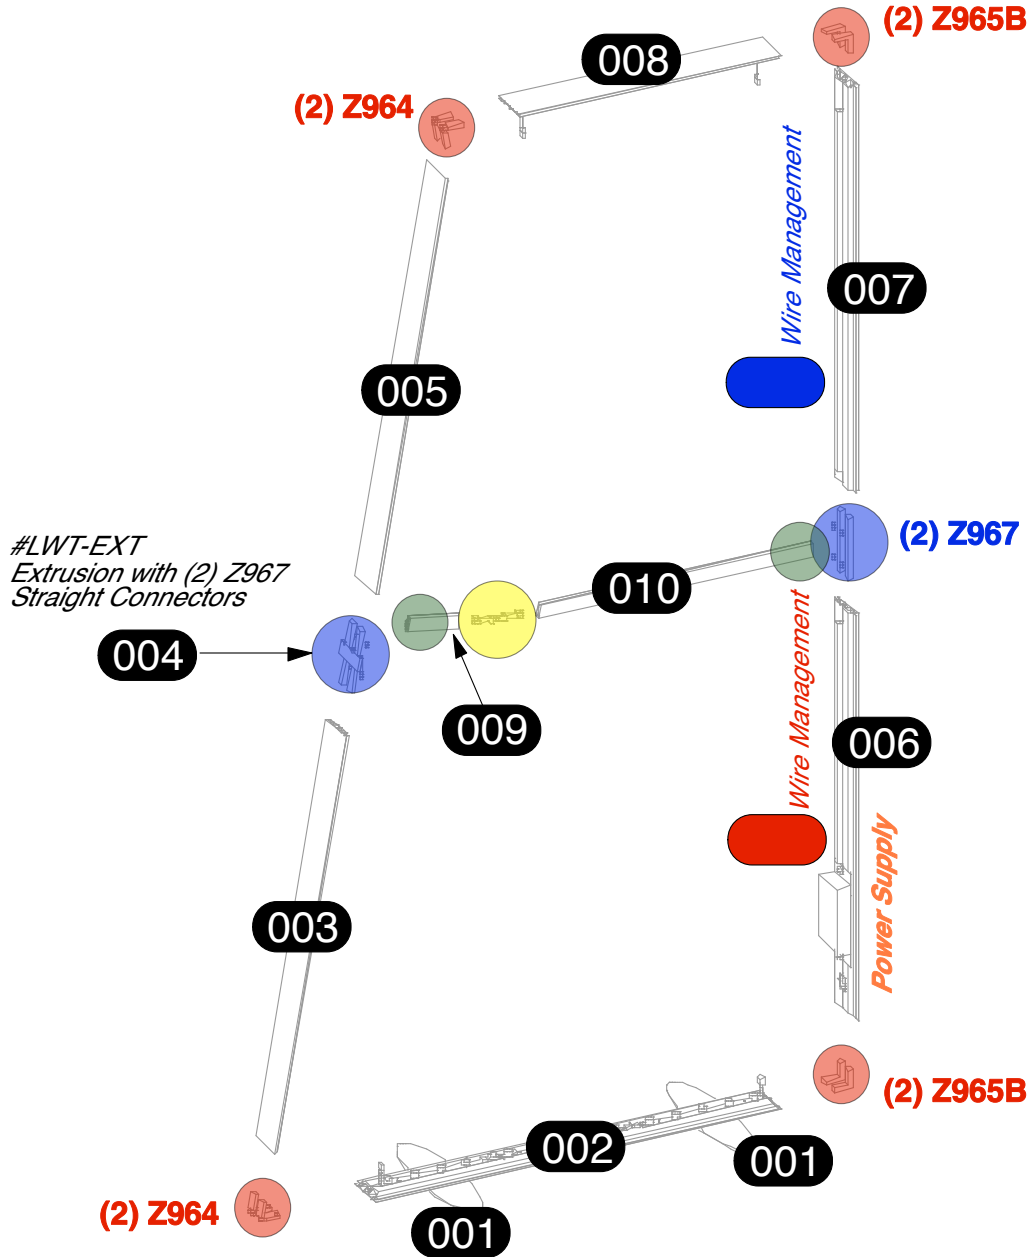 (2) Z965B
008
(2) Z964
Wire Management
007
005
#LWT-EXT
Extrusion with (2) Z967
Straight Connectors
(2) Z967
010
004
009
Wire Management
006
Power Supply
003
(2) Z965B
002
001
(2) Z964
001